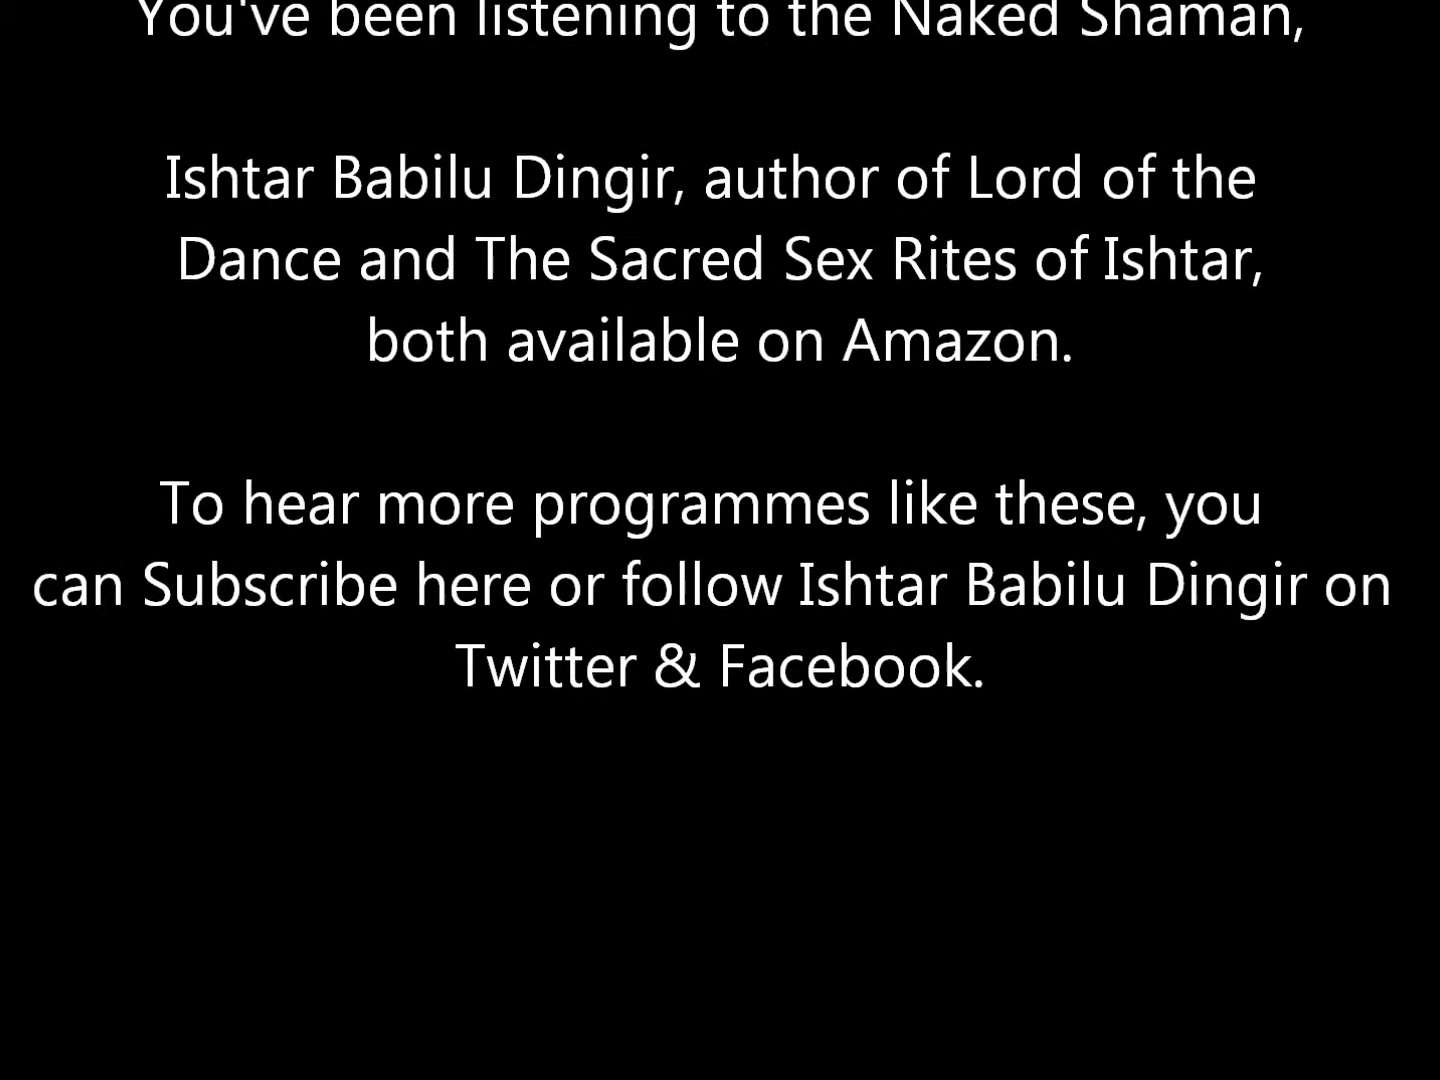 You've been listening to the Naked Shaman,
Ishtar Babilu Dingir, author of Lord of the
Dance and The Sacred Sex Rites of Ishtar,
both available on Amazon.
To hear more programmes like these, you
can Subscribe here or follow Ishtar Babilu Dingir on
Twitter & Facebook.